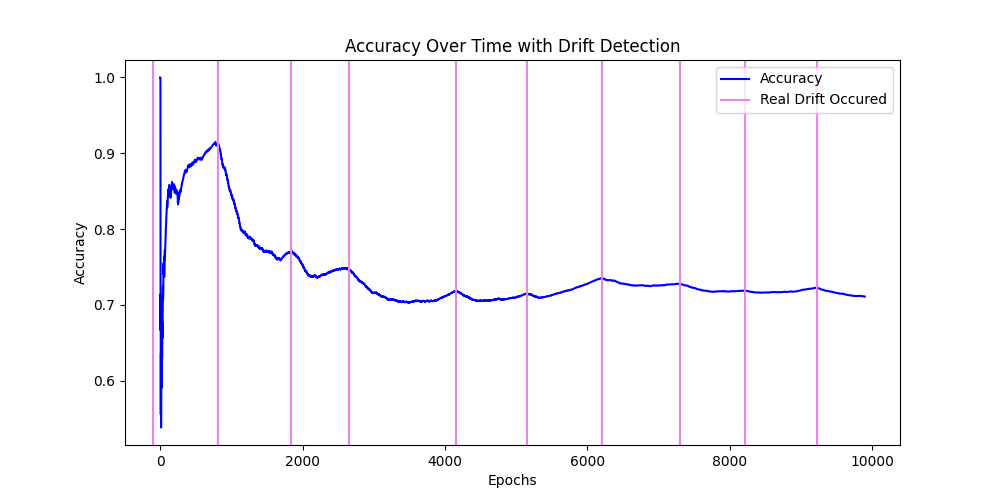 Accuracy Over Time with Drift Detection
Accuracy
Real Drift Occured
1.0
0.9
0.8
0.7
0.6
Accuracy
0 2000 4000 6000 8000 10000
Epochs